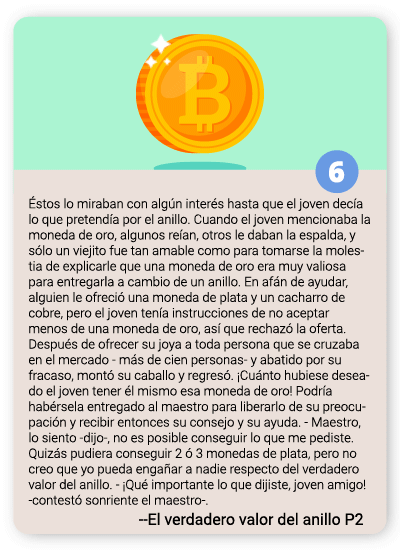 6
Éstos lo miraban con algún interés hasta que el joven decía
lo que pretendía por el anillo. Cuando el joven mencionaba la
moneda de oro, algunos reían, otros le daban la espalda, y
sólo un viejito fue tan amable como para tomarse la moles-
tia de explicarle que una moneda de oro era muy valiosa
para entregarla a cambio de un anillo. En afán de ayudar,
alguien le ofreció una moneda de plata y un cacharro de
cobre, pero el joven tenía instrucciones de no aceptar
menos de una moneda de oro, así que rechazó la oferta.
Después de ofrecer su joya a toda persona que se cruzaba
en el mercado - más de cien personas- y abatido por su
fracaso, montó su caballo y regresó. ¡Cuánto hubiese desea-
do el joven tener él mismo esa moneda de oro! Podría
habérsela entregado al maestro para liberarlo de su preocu-
pación y recibir entonces su consejo y su ayuda. - Maestro,
lo siento -dijo-, no es posible conseguir lo que me pediste.
Quizás pudiera conseguir 2 ó 3 monedas de plata, pero no
creo que yo pueda engañar a nadie respecto del verdadero
valor del anillo. - ¡Qué importante lo que dijiste, joven amigo!
-contestó sonriente el maestro-.
--El verdadero valor del anillo P2